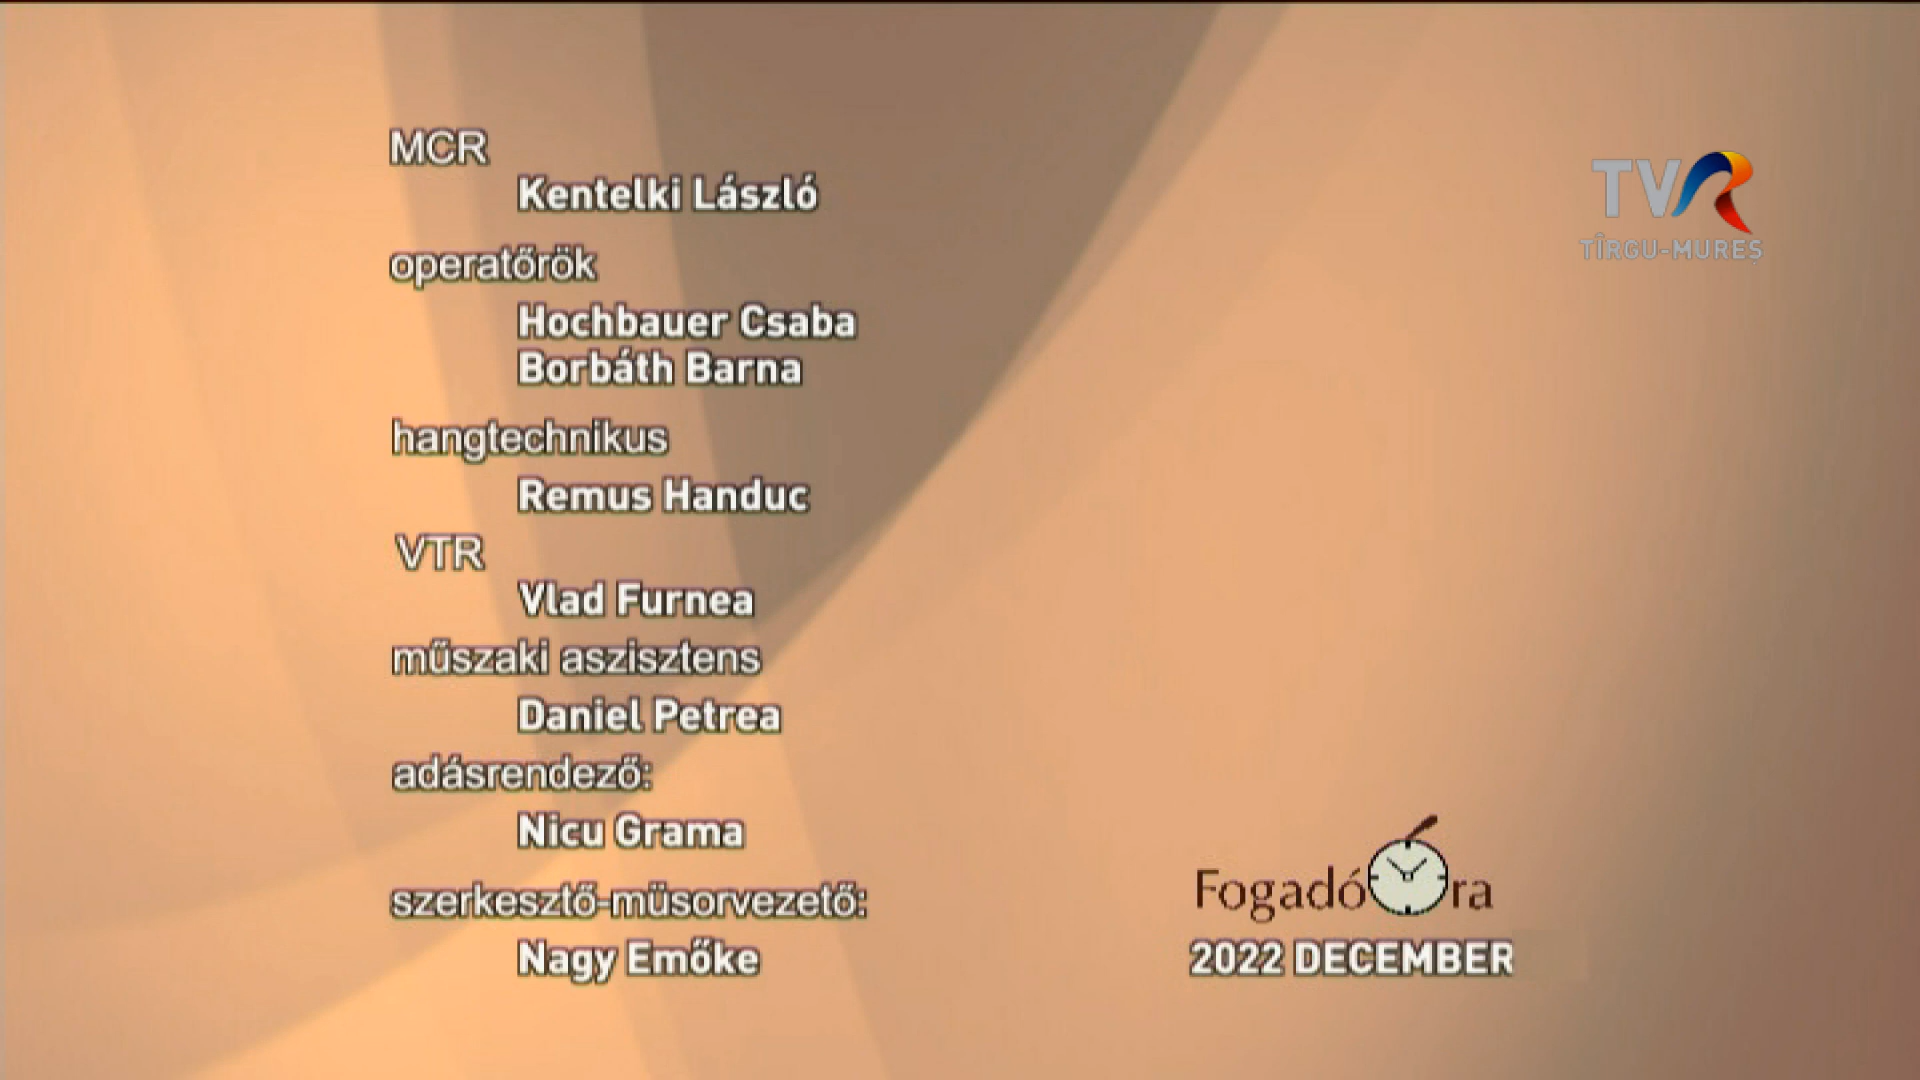 MCR
Kentelki László
operatőrök
Hochbauer Csaba
Borbáth Barna
hangtechnikus
Remus Handuc
VTR
Vlad Furnea
műszaki aszisztens
Daniel Petrea
adásrendező:
Nicu Grama
szerkesztő-müsorvezető:
Nagy Emőke
TVR
TÎRGU-MUREȘ
FogadóÓra
2022 DECEMBER